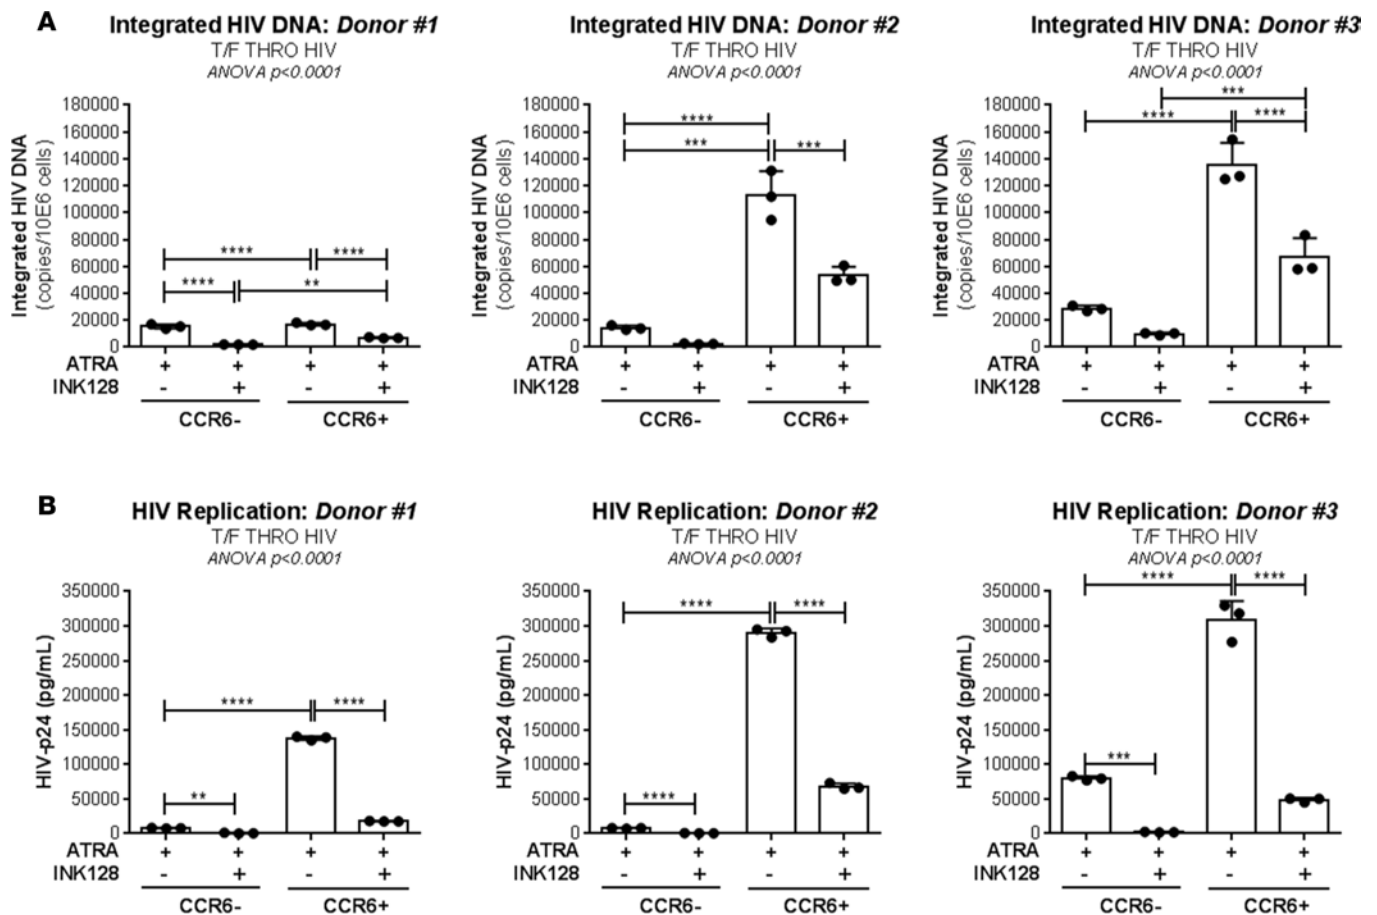 A
Integrated HIV DNA: Donor #1
T/F THRO HIV
ANOVA p<0.0001
Integrated HIV DNA
(copies/10E6 cells)
180000
160000
140000
120000
100000
80000
60000
40000
20000
0
**** ****
**** **
ATRA + + + +
INK128 - + - +
CCR6- CCR6+
Integrated HIV DNA: Donor #2
T/F THRO HIV
ANOVA p<0.0001
Integrated HIV DNA
(copies/10E6 cells)
180000
160000
140000
120000
100000
80000
60000
40000
20000
0
****
*** ***
ATRA + + + +
INK128 - + - +
CCR6- CCR6+
Integrated HIV DNA: Donor #3
T/F THRO HIV
ANOVA p<0.0001
Integrated HIV DNA
(copies/10E6 cells)
180000
160000
140000
120000
100000
80000
60000
40000
20000
0
***
**** ****
ATRA + + + +
INK128 - + - +
CCR6- CCR6+
B
HIV Replication: Donor #1
T/F THRO HIV
ANOVA p<0.0001
HIV-p24 (pg/mL)
350000
300000
250000
200000
150000
100000
50000
0
**** ****
**
ATRA + + + +
INK128 - + - +
CCR6- CCR6+
HIV Replication: Donor #2
T/F THRO HIV
ANOVA p<0.0001
HIV-p24 (pg/mL)
350000
300000
250000
200000
150000
100000
50000
0
**** ****
****
ATRA + + + +
INK128 - + - +
CCR6- CCR6+
HIV Replication: Donor #3
T/F THRO HIV
ANOVA p<0.0001
HIV-p24 (pg/mL)
350000
300000
250000
200000
150000
100000
50000
0
**** ****
***
ATRA + + + +
INK128 - + - +
CCR6- CCR6+